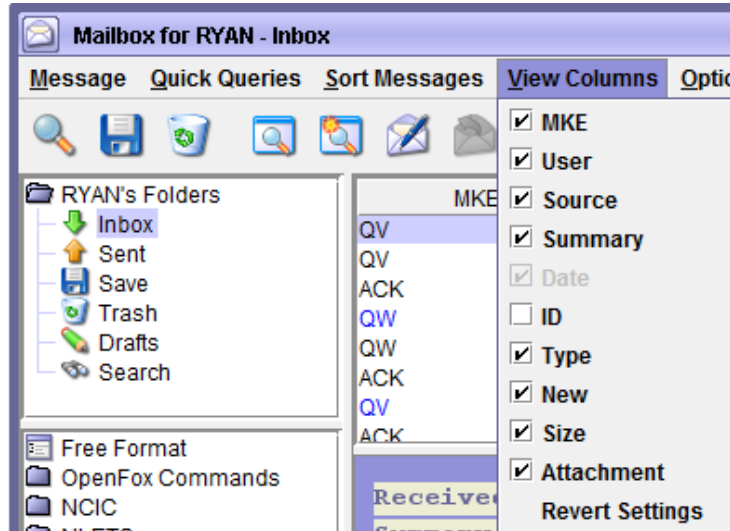 Mailbox for RYAN - Inbox
Message Quick Queries Sort Messages View Columns
RYAN's Folders
Inbox
Sent
Save
Trash
Drafts
Search
Free Format
OpenFox Commands
NCIC
MKE
QV
QV
ACK
QW
QW
ACK
QV
ACK
MKE
User
Source
Summary
Date
ID
Type
New
Size
Attachment
Revert Settings